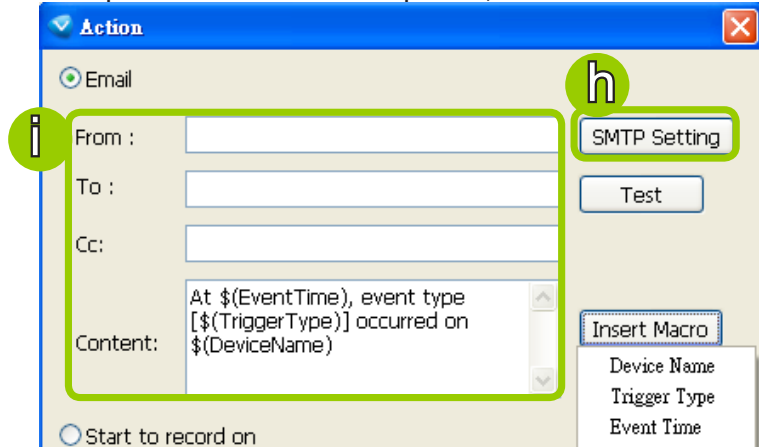 Action
Email
h
i
From :
SMTP Setting
To :
Test
Cc:
At $(EventTime), event type
[$(TriggerType)] occurred on
$(DeviceName)
Content:
Insert Macro
Device Name
Trigger Type
Event Time
Start to record on